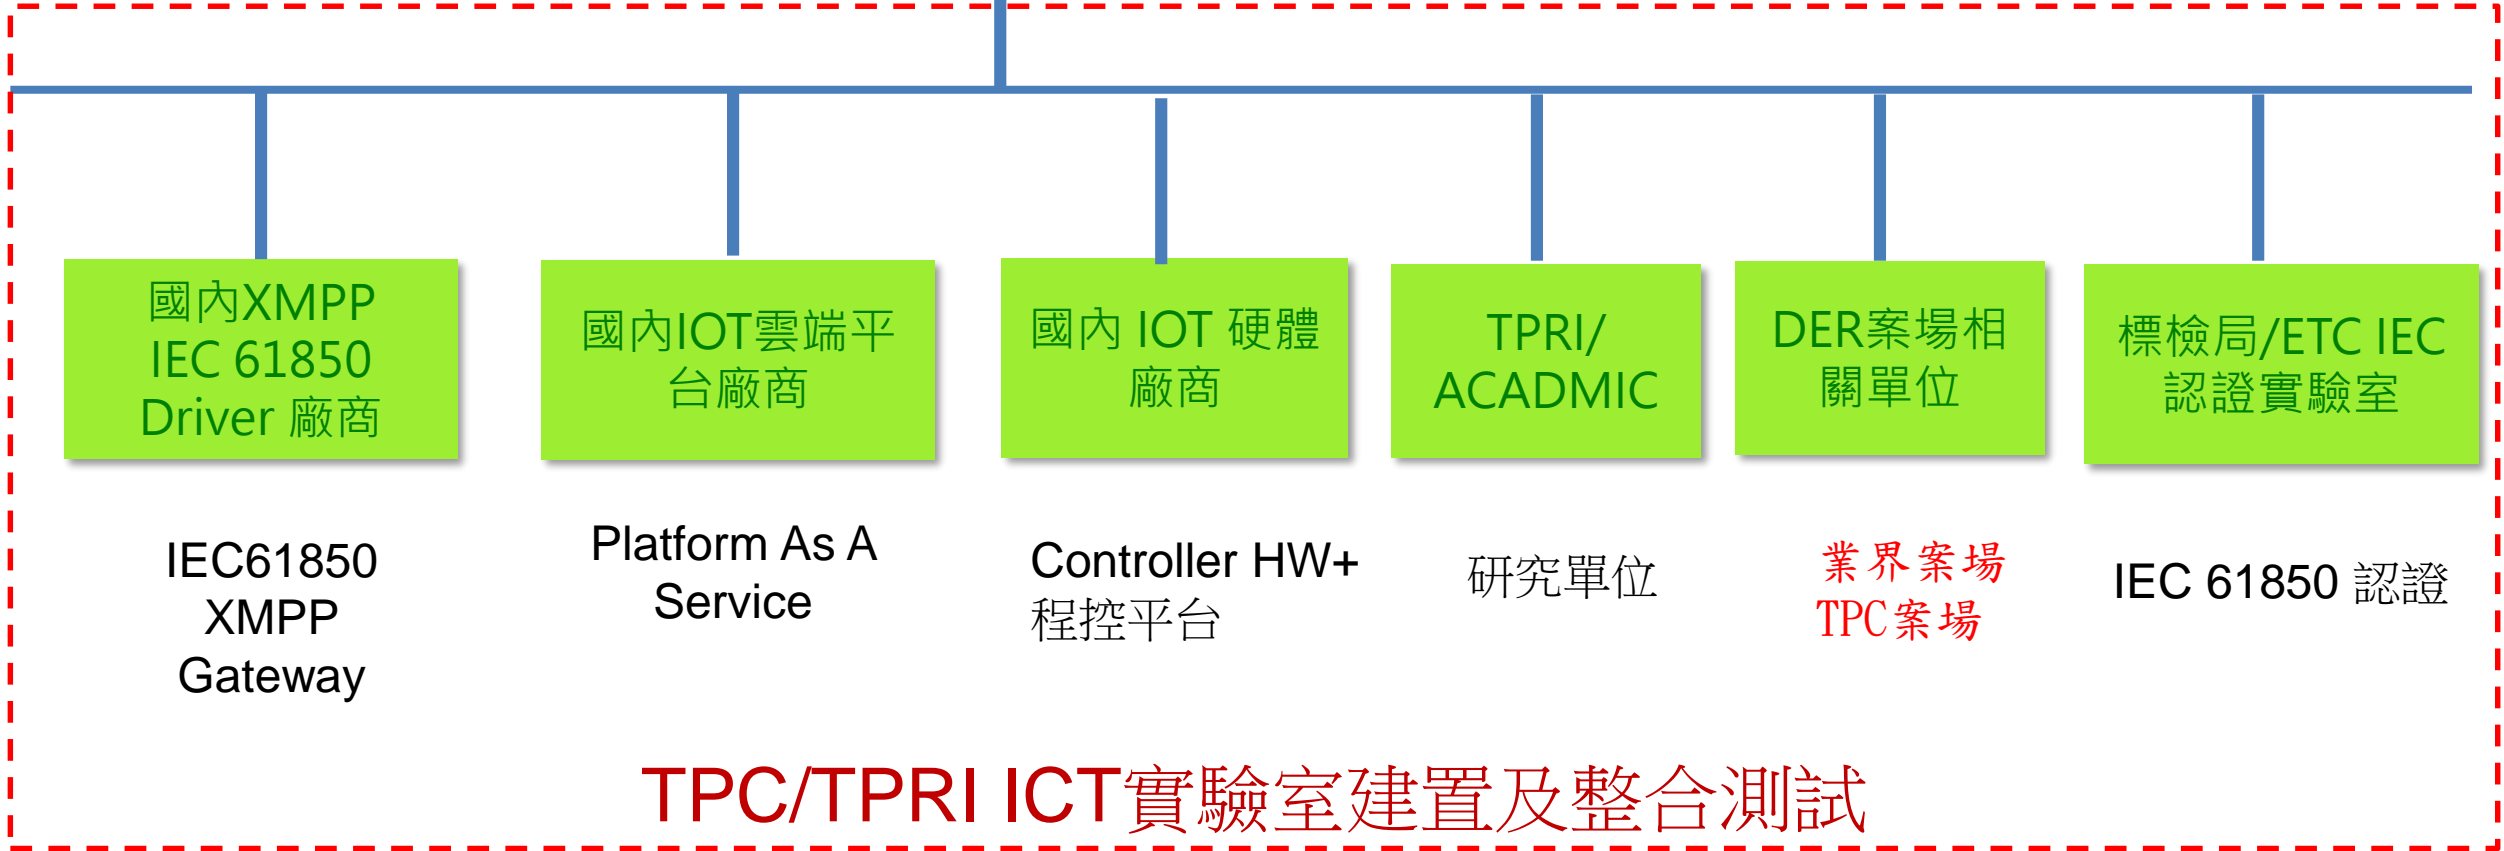 國內XMPP
IEC 61850
Driver 廠商
國內IOT雲端平
台廠商
國內 IOT 硬體
廠商
TPRI/
ACADMIC
DER案場相
關單位
標檢局/ETC IEC
認證實驗室
IEC61850
XMPP
Gateway
Platform As A
Service
Controller HW+
程控平台
研究單位
業界案場
TPC案場
IEC 61850 認證
TPC/TPRI ICT實驗室建置及整合測試